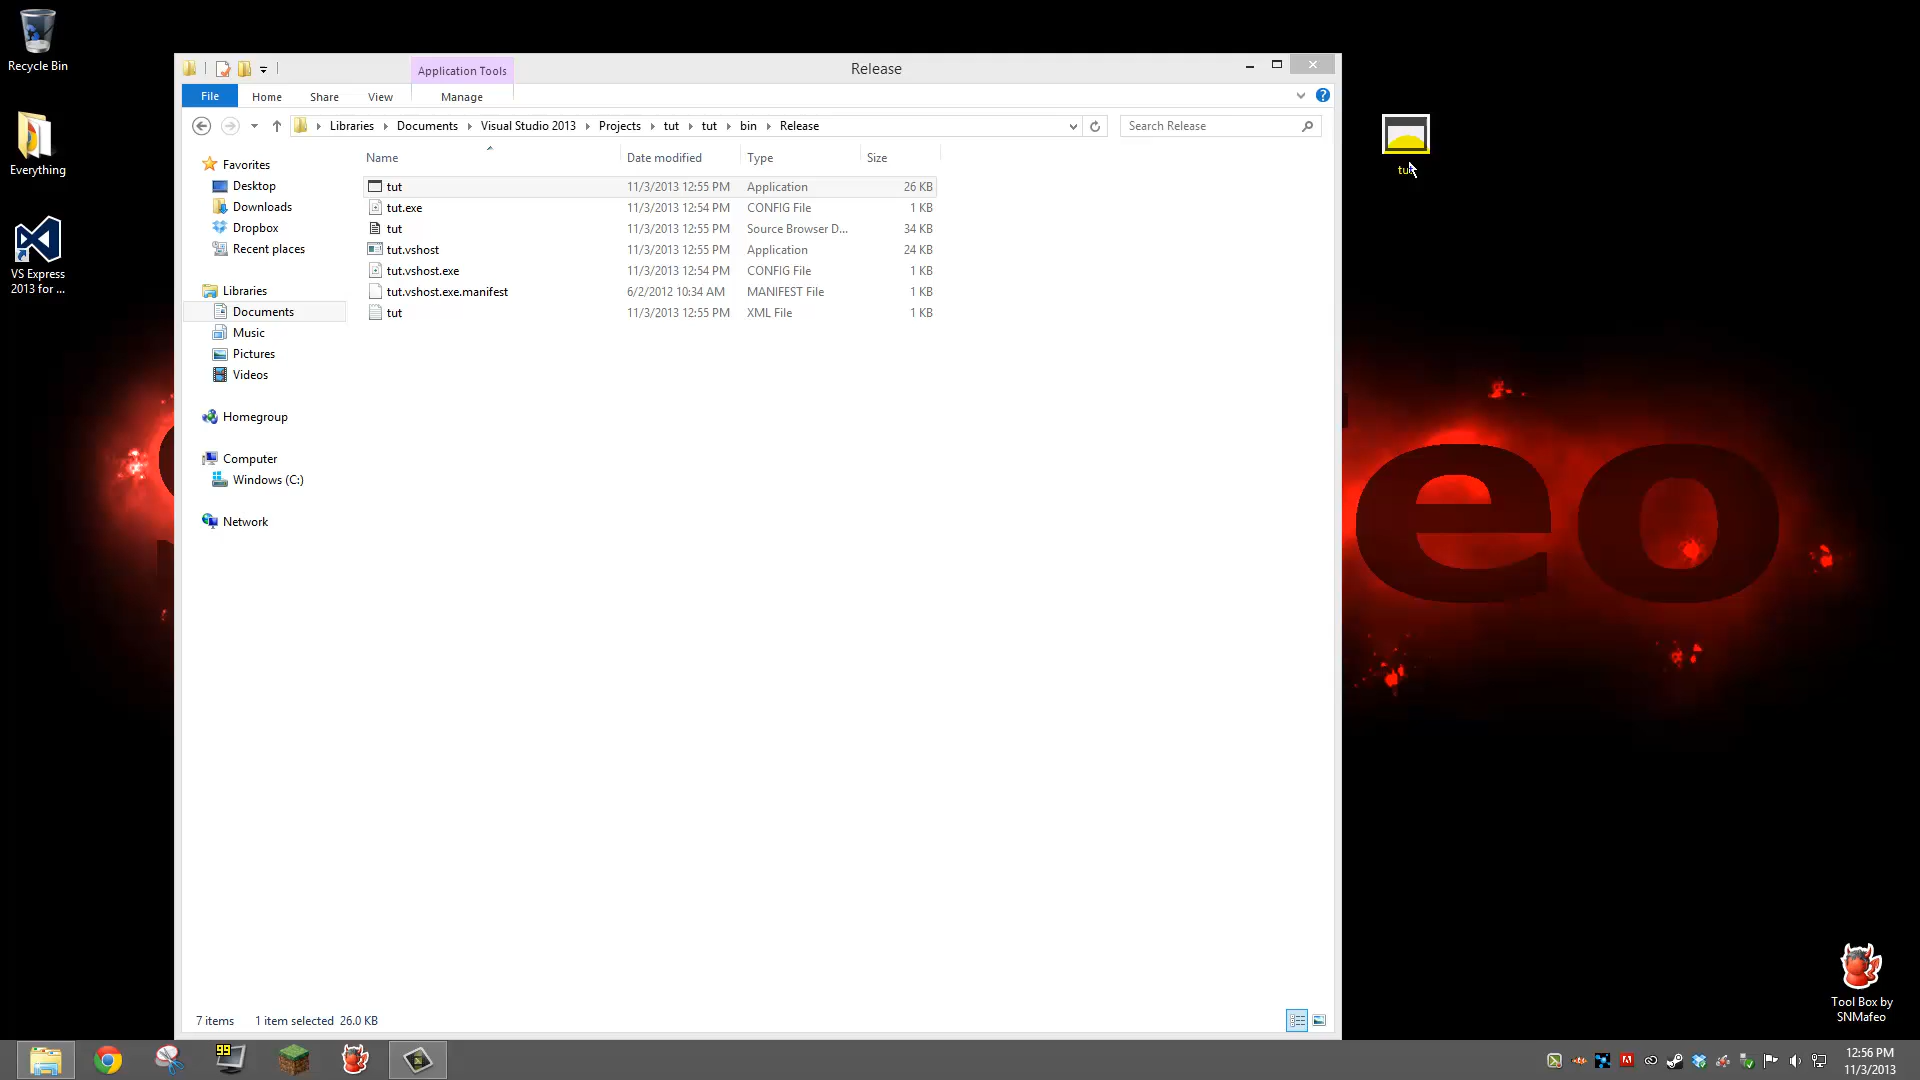 Recycle Bin
Everything
VS Express
2013 for ...
Application Tools
Release
File
Home
Share
View
Manage
Libraries
Documents
Visual Studio 2013
Projects
tut
tut
bin
Release
Search Release
Favorites
Desktop
Downloads
Dropbox
Recent places
Libraries
Documents
Music
Pictures
Videos
Homegroup
Computer
Windows (C:)
Network
Name Date modified Type Size
tut 11/3/2013 12:55 PM Application 26 KB
tut.exe 11/3/2013 12:54 PM CONFIG File 1 KB
tut 11/3/2013 12:55 PM Source Browser D... 34 KB
tut.vshost 11/3/2013 12:55 PM Application 24 KB
tut.vshost.exe 11/3/2013 12:54 PM CONFIG File 1 KB
tut.vshost.exe.manifest 6/2/2012 10:34 AM MANIFEST File 1 KB
tut 11/3/2013 12:55 PM XML File 1 KB
7 items 1 item selected 26.0 KB
eo
Tool Box by
SNMafeo
99
12:56 PM
11/3/2013